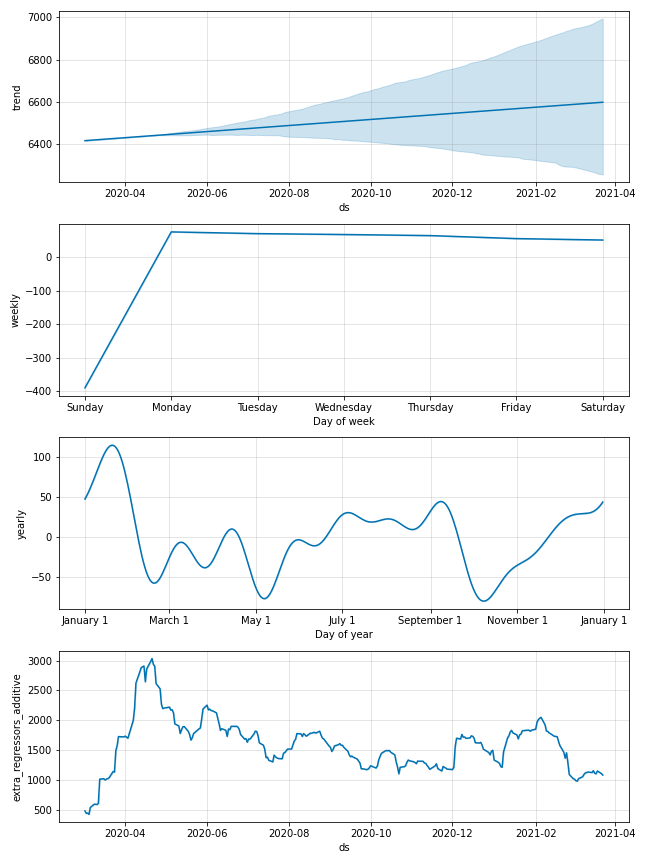 7000
6800
6600
6400
trend
2020-04 2020-06 2020-08 2020-10 2020-12 2021-02 2021-04
ds
0
−100
−200
−300
−400
weekly
Sunday Monday Tuesday Wednesday Thursday Friday Saturday
Day of week
100
50
0
−50
yearly
January 1 March 1 May 1 July 1 September 1 November 1 January 1
Day of year
3000
2500
2000
1500
1000
500
extra_regressors_additive
2020-04 2020-06 2020-08 2020-10 2020-12 2021-02 2021-04
ds